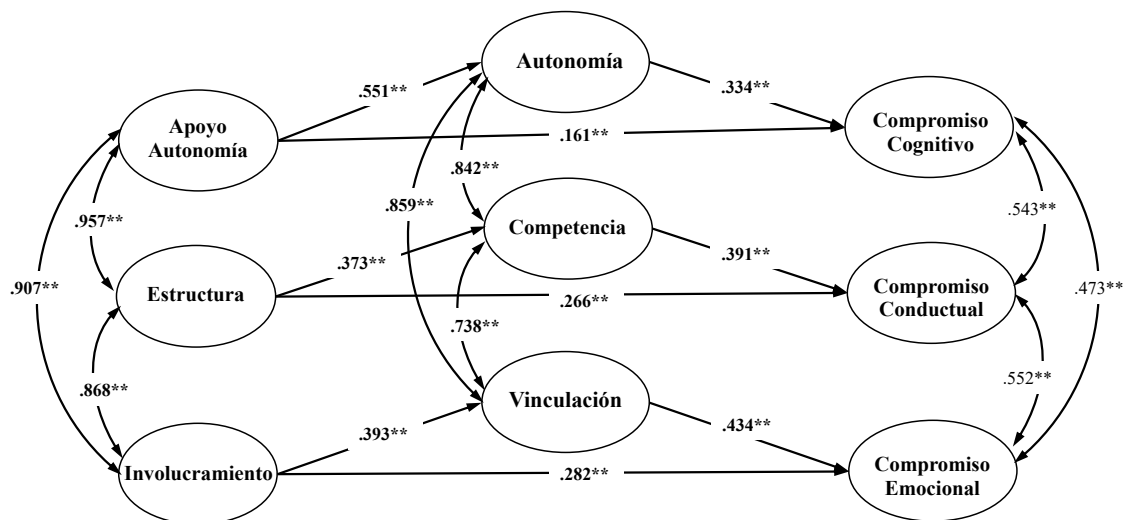 Autonomía
.551**
.334**
Apoyo
Autonomía
.161**
Compromiso
Cognitivo
.842**
.859**
.957**
.543**
Competencia
.373**
.391**
.907**
Estructura
.266**
Compromiso
Conductual
.473**
.738**
.868**
.552**
Vinculación
.393**
.434**
Involucramiento
.282**
Compromiso
Emocional